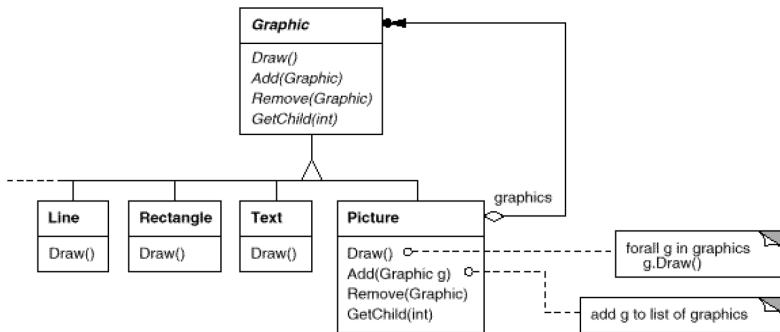 Graphic
Draw()
Add(Graphic)
Remove(Graphic)
GetChild(int)
graphics
Line
Draw()
Rectangle
Draw()
Text
Draw()
Picture
Draw()
Add(Graphic g)
Remove(Graphic)
GetChild(int)
forall g in graphics
g.Draw()
add g to list of graphics